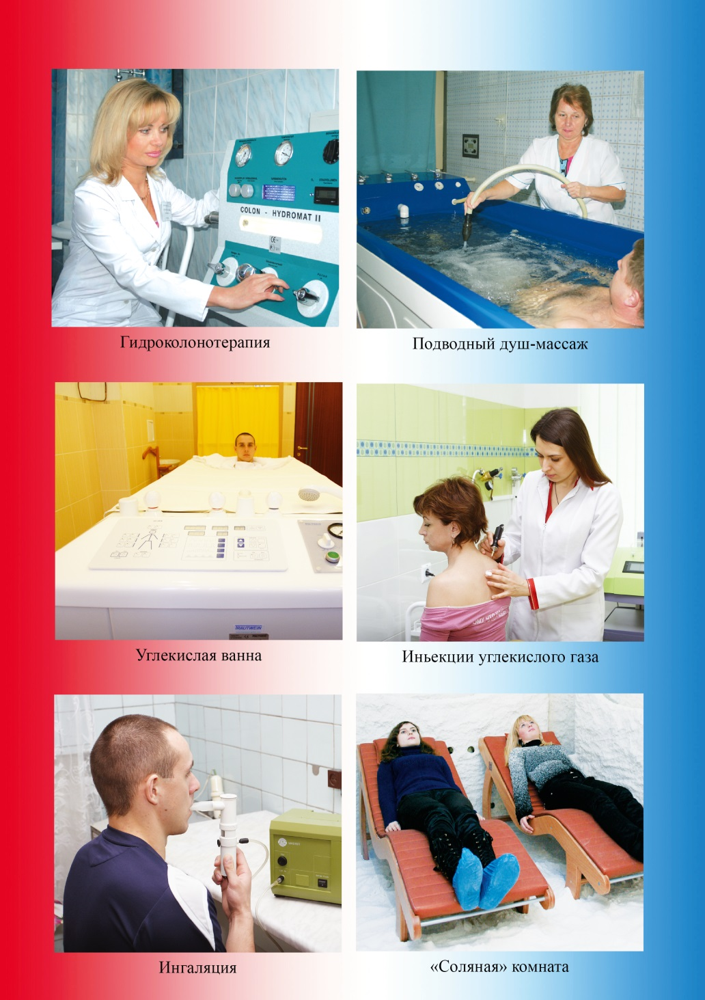 COLON - HYDROMAT II
Гидроколонотерапия
Подводный душ-массаж
TRAUTWEIN
Углекислая ванна
Иньекции углекислого газа
Ингаляция
«Соляная» комната